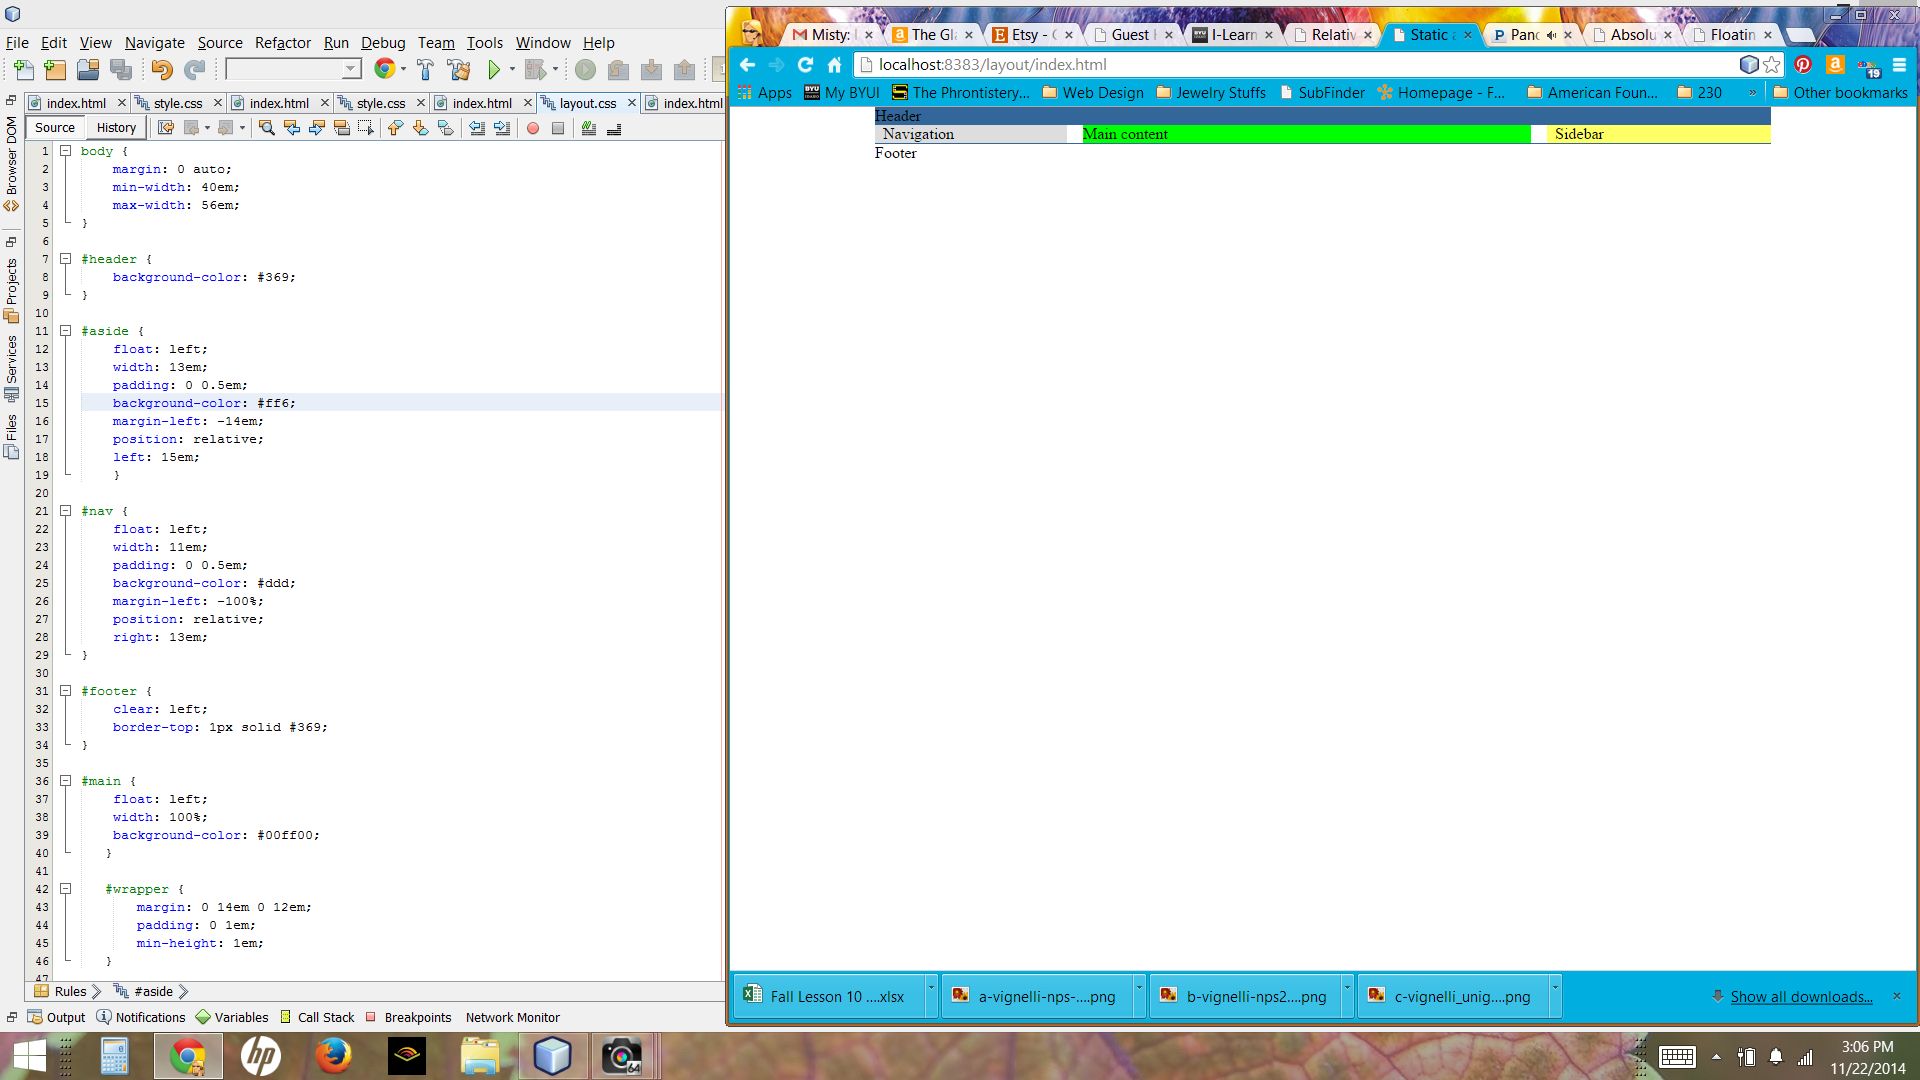 File Edit View Navigate Source Refactor Run Debug Team Tools Window Help
index.html style.css index.html style.css index.html layout.css index.html
Source History
Browser DOM
Projects
Services
Files
1 body {
2 margin: 0 auto;
3 min-width: 40em;
4 max-width: 56em;
5 }
6
7 #header {
8 background-color: #369;
9 }
10
11 #aside {
12 float: left;
13 width: 13em;
14 padding: 0 0.5em;
15 background-color: #ff6;
16 margin-left: -14em;
17 position: relative;
18 left: 15em;
19 }
20
21 #nav {
22 float: left;
23 width: 11em;
24 padding: 0 0.5em;
25 background-color: #ddd;
26 margin-left: -100%;
27 position: relative;
28 right: 13em;
29 }
30
31 #footer {
32 clear: left;
33 border-top: 1px solid #369;
34 }
35
36 #main {
37 float: left;
38 width: 100%;
39 background-color: #00ff00;
40 }
41
42 #wrapper {
43 margin: 0 14em 0 12em;
44 padding: 0 1em;
45 min-height: 1em;
46 }
47
Rules #aside
Output Notifications Variables Call Stack Breakpoints Network Monitor
Misty: The Gla Etsy - Guest I-Learn Relativ Static a Pand Absolu Floatin
localhost:8383/layout/index.html
19
Apps My BYUI The Phrontistery... Web Design Jewelry Stuffs SubFinder Homepage - F... American Foun... 230 » Other bookmarks
Header
Navigation Main content Sidebar
Footer
Fall Lesson 10 ....xlsx a-vignelli-nps-....png b-vignelli-nps2....png c-vignelli_unig....png Show all downloads...
hp
64
3:06 PM
11/22/2014